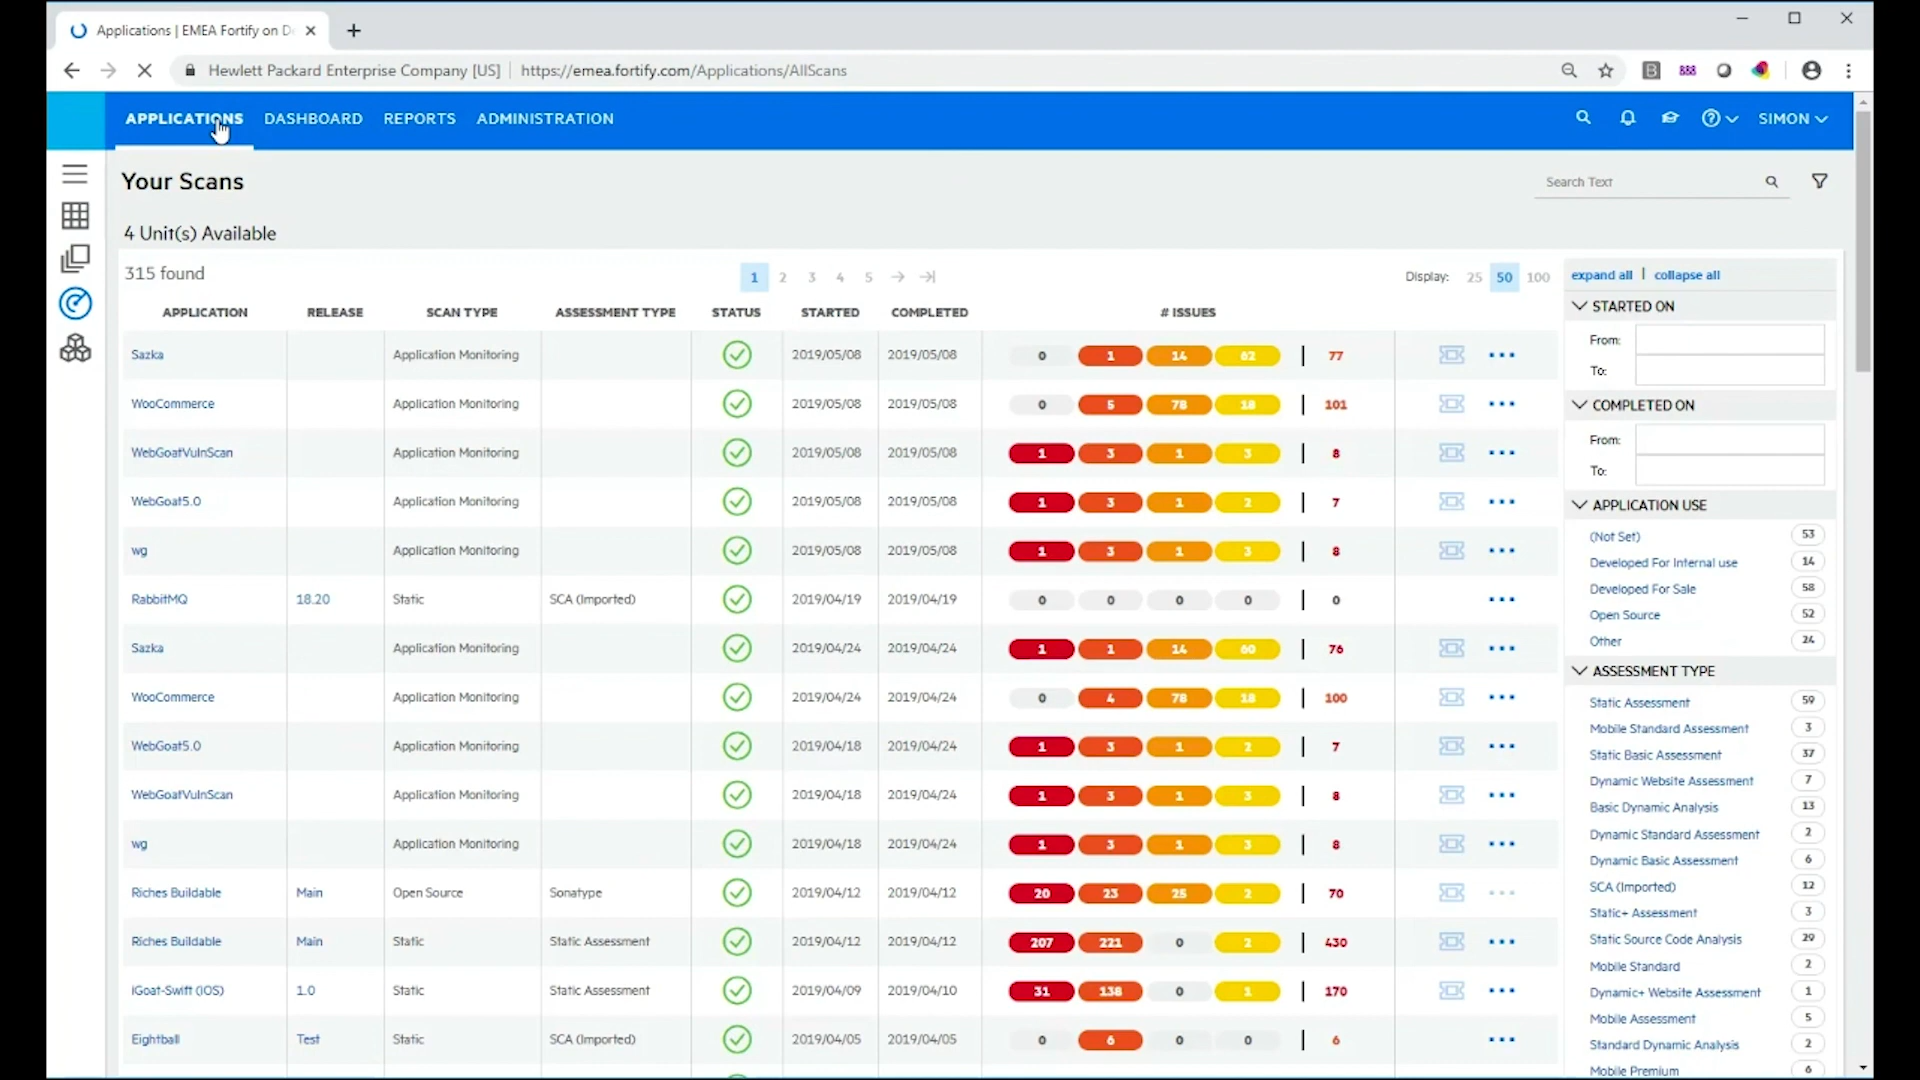 Applications | EMEA Fortify on D
Hewlett Packard Enterprise Company [US] | https://emea.fortify.com/Applications/AllScans
APPLICATIONS DASHBOARD REPORTS ADMINISTRATION SIMON
Your Scans
Search Text
4 Unit(s) Available
315 found 1 2 3 4 5 Display: 25 50 100
APPLICATION RELEASE SCAN TYPE ASSESSMENT TYPE STATUS STARTED COMPLETED # ISSUES
Sazka Application Monitoring 2019/05/08 2019/05/08 0 1 14 62 | 77
WooCommerce Application Monitoring 2019/05/08 2019/05/08 0 5 78 18 | 101
WebGoatVulnScan Application Monitoring 2019/05/08 2019/05/08 1 3 1 3 | 8
WebGoat5.0 Application Monitoring 2019/05/08 2019/05/08 1 3 1 2 | 7
wg Application Monitoring 2019/05/08 2019/05/08 1 3 1 3 | 8
RabbitMQ 18.20 Static SCA (Imported) 2019/04/19 2019/04/19 0 0 0 0 | 0
Sazka Application Monitoring 2019/04/24 2019/04/24 1 1 14 60 | 76
WooCommerce Application Monitoring 2019/04/24 2019/04/24 0 4 78 18 | 100
WebGoat5.0 Application Monitoring 2019/04/18 2019/04/24 1 3 1 2 | 7
WebGoatVulnScan Application Monitoring 2019/04/18 2019/04/24 1 3 1 3 | 8
wg Application Monitoring 2019/04/18 2019/04/24 1 3 1 3 | 8
Riches Buildable Main Open Source Sonatype 2019/04/12 2019/04/12 20 23 25 2 | 70
Riches Buildable Main Static Static Assessment 2019/04/12 2019/04/12 207 221 0 2 | 430
iGoat-Swift (iOS) 1.0 Static Static Assessment 2019/04/09 2019/04/10 31 138 0 1 | 170
Eightball Test Static SCA (Imported) 2019/04/05 2019/04/05 0 6 0 0 | 6
expand all | collapse all
STARTED ON
From:
To:
COMPLETED ON
From:
To:
APPLICATION USE
(Not Set) 53
Developed For Internal use 14
Developed For Sale 58
Open Source 52
Other 24
ASSESSMENT TYPE
Static Assessment 59
Mobile Standard Assessment 3
Static Basic Assessment 37
Dynamic Website Assessment 7
Basic Dynamic Analysis 13
Dynamic Standard Assessment 2
Dynamic Basic Assessment 6
SCA (Imported) 12
Static+ Assessment 3
Static Source Code Analysis 29
Mobile Standard 2
Dynamic+ Website Assessment 1
Mobile Assessment 5
Standard Dynamic Analysis 2
Mobile Premium 6